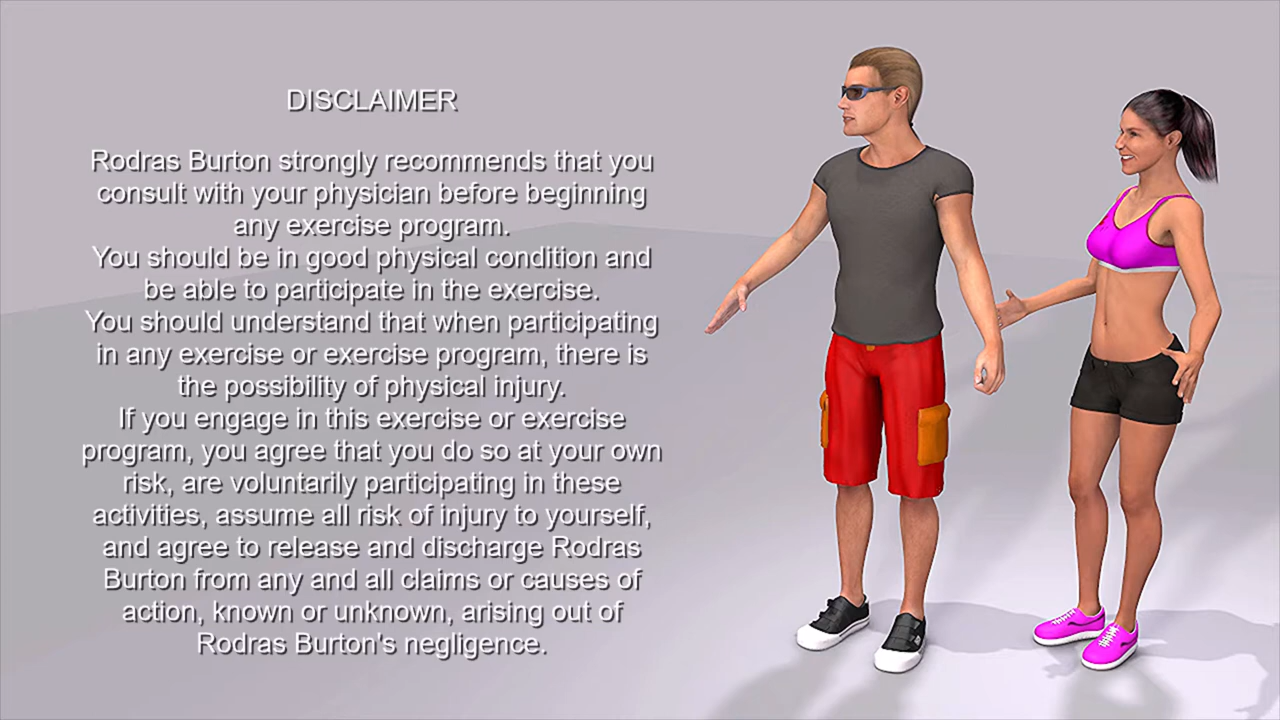 DISCLAIMER
Rodras Burton strongly recommends that you
consult with your physician before beginning
any exercise program.
You should be in good physical condition and
be able to participate in the exercise.
You should understand that when participating
in any exercise or exercise program, there is
the possibility of physical injury.
If you engage in this exercise or exercise
program, you agree that you do so at your own
risk, are voluntarily participating in these
activities, assume all risk of injury to yourself,
and agree to release and discharge Rodras
Burton from any and all claims or causes of
action, known or unknown, arising out of
Rodras Burton's negligence.